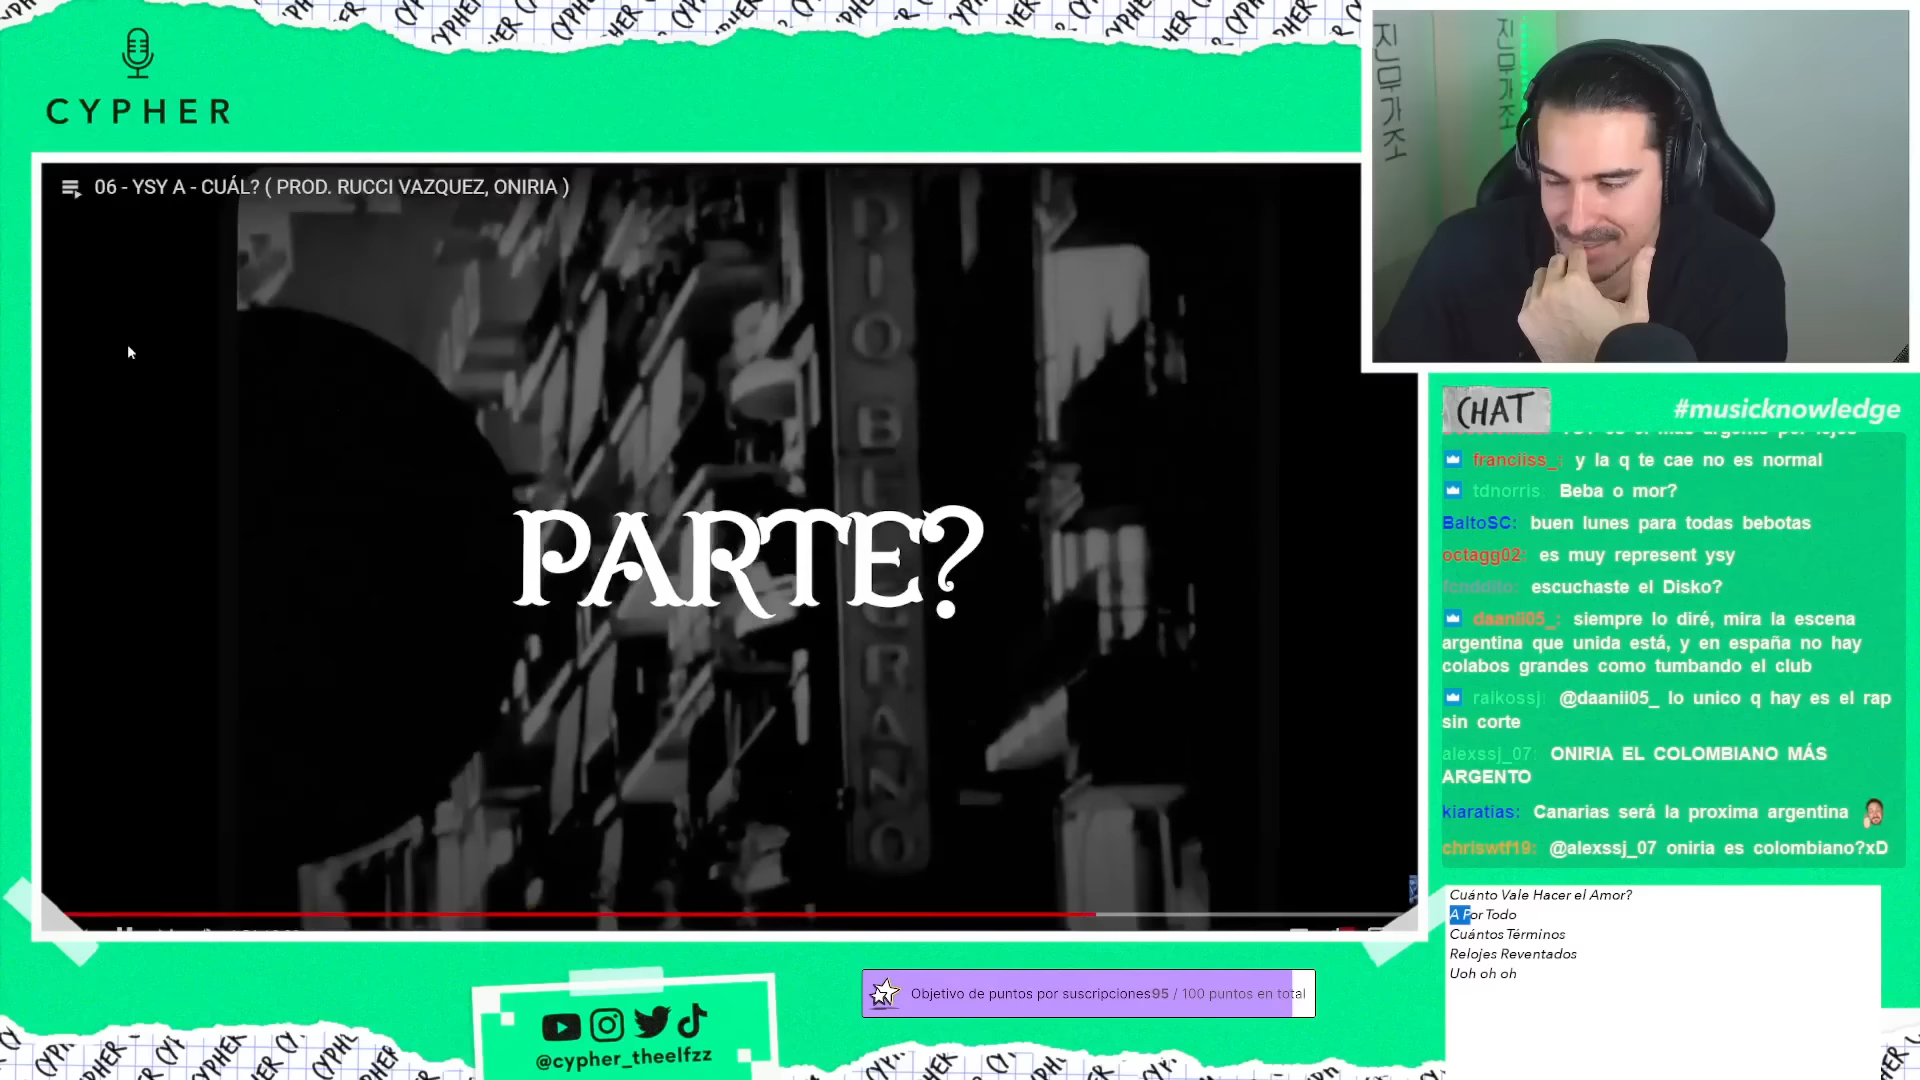 CYPHER
06 - YSY A - CUÁL? ( PROD. RUCCI VAZQUEZ, ONIRIA )
PARTE?
CHAT
#musicknowledge
franciiss_: y la q te cae no es normal
tdnorris: Beba o mor?
BaltoSC: buen lunes para todas bebotas
octagg02: es muy represent ysy
fcnddito: escuchaste el Disko?
daanii05_: siempre lo diré, mira la escena
argentina que unida está, y en españa no hay
colabos grandes como tumbando el club
ralkossj: @daanii05_ lo unico q hay es el rap
sin corte
alexssj_07: ONIRIA EL COLOMBIANO MÁS
ARGENTO
kiaratias: Canarias será la proxima argentina
chriswtf19: @alexssj_07 oniria es colombiano?xD
Cuánto Vale Hacer el Amor?
A Por Todo
Cuántos Términos
Relojes Reventados
Uoh oh oh
Objetivo de puntos por suscripciones95 / 100 puntos en total
@cypher_theelfzz